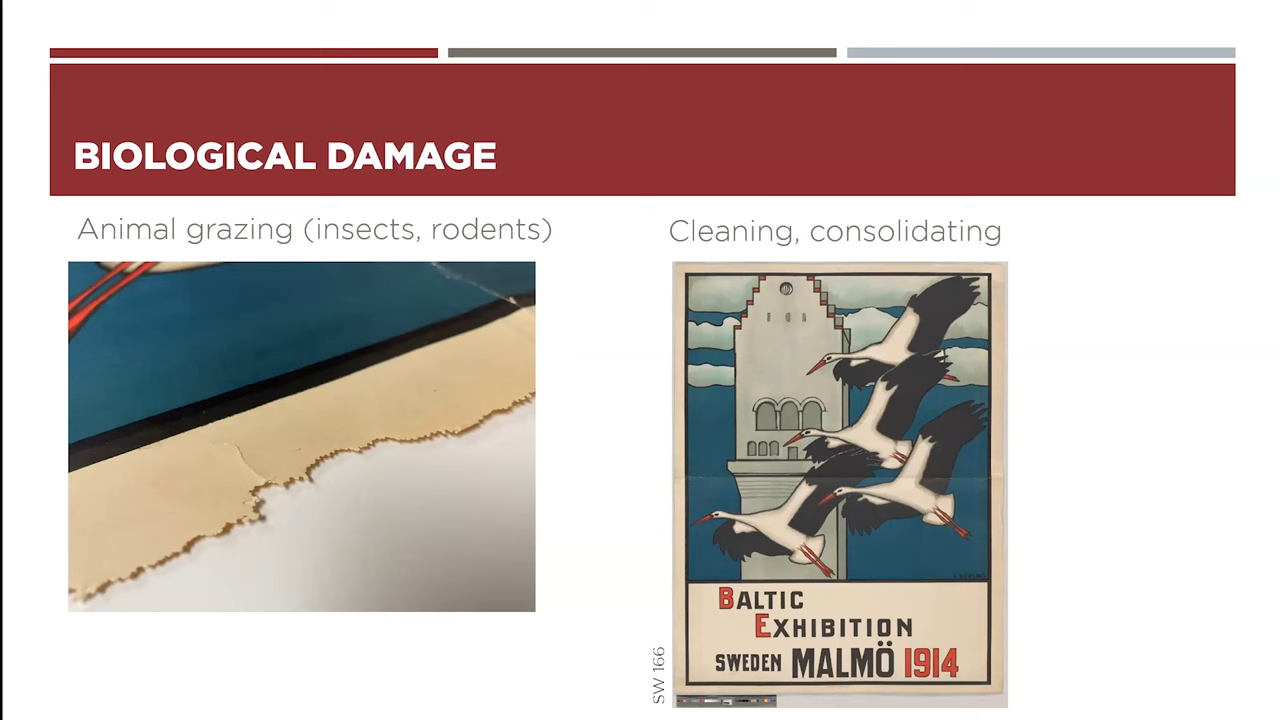 BIOLOGICAL DAMAGE
Animal grazing (insects, rodents)
Cleaning, consolidating
BALTIC
EXHIBITION
SWEDEN MALMÖ 1914
SW 166